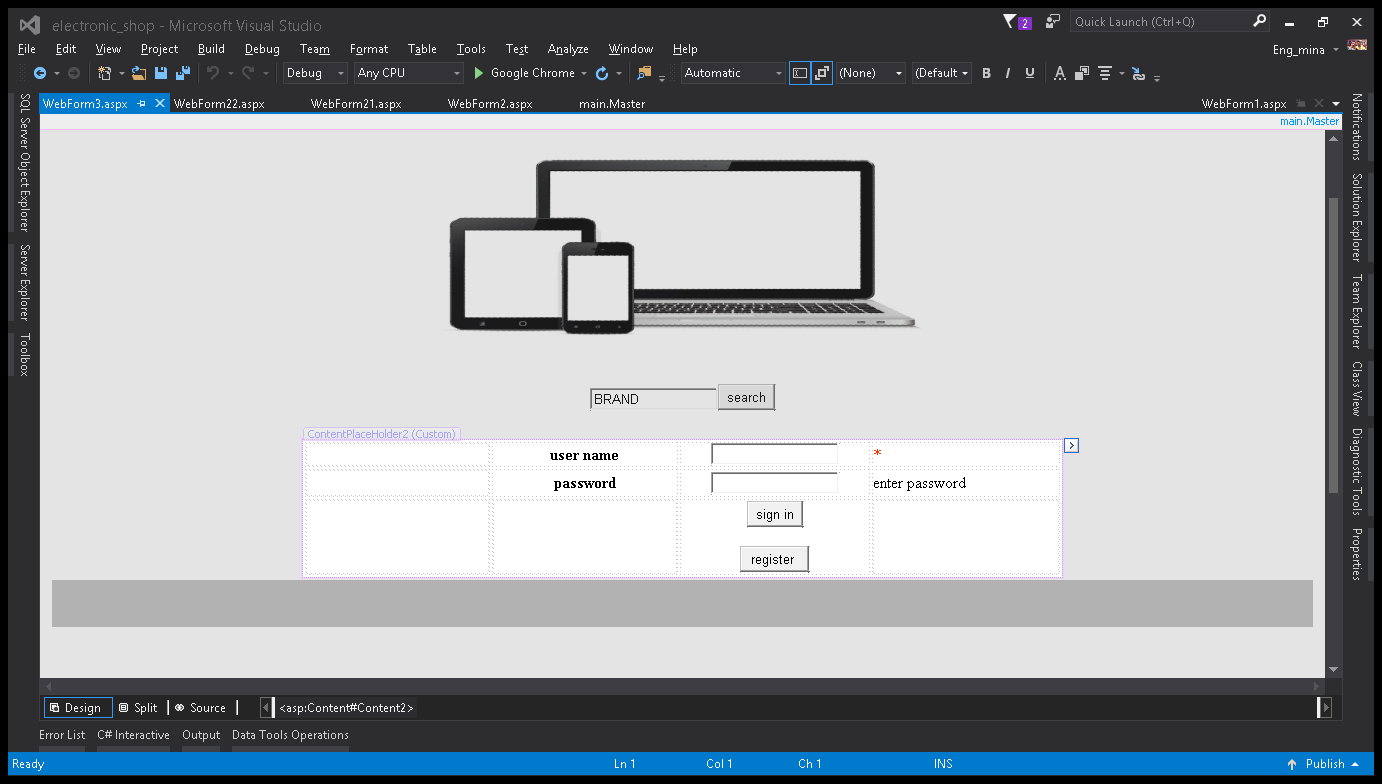 electronic_shop - Microsoft Visual Studio
2
Quick Launch (Ctrl+Q)
File Edit View Project Build Debug Team Format Table Tools Test Analyze Window Help
Eng_mina
Debug Any CPU Google Chrome Automatic (None) (Default B I U A
WebForm3.aspx WebForm22.aspx WebForm21.aspx WebForm2.aspx main.Master WebForm1.aspx
main.Master
SQL Server Object Explorer
Server Explorer
Toolbox
BRAND search
ContentPlaceHolder2 (Custom)
user name *
password enter password
sign in
register
Notifications
Solution Explorer
Team Explorer
Class View
Diagnostic Tools
Properties
Design Split Source <asp:Content#Content2>
Error List C# Interactive Output Data Tools Operations
Ready Ln 1 Col 1 Ch 1 INS Publish